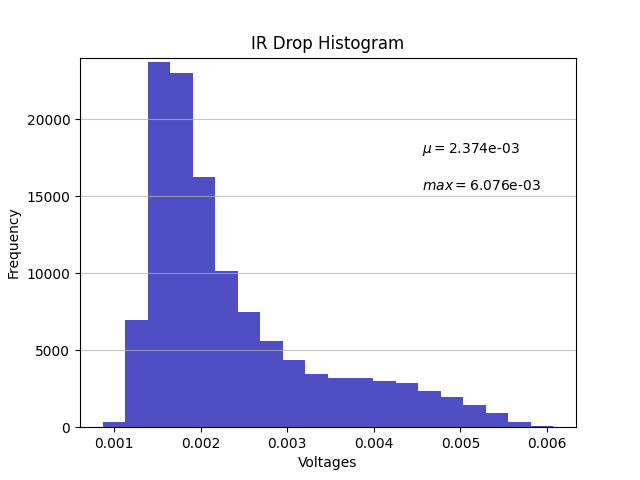 IR Drop Histogram
20000
15000
10000
5000
0
Frequency
μ = 2.374e-03
max = 6.076e-03
0.001 0.002 0.003 0.004 0.005 0.006
Voltages